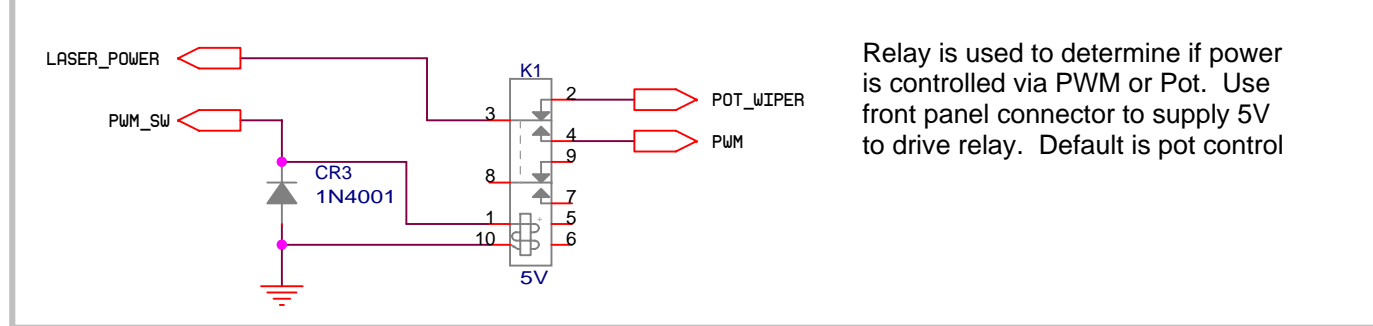 LASER_POWER
PWM_SW
CR3
1N4001
K1
3
8
1
10
2
4
9
7
5
6
+
5V
POT_WIPER
PWM
Relay is used to determine if power
is controlled via PWM or Pot.  Use
front panel connector to supply 5V
to drive relay.  Default is pot control